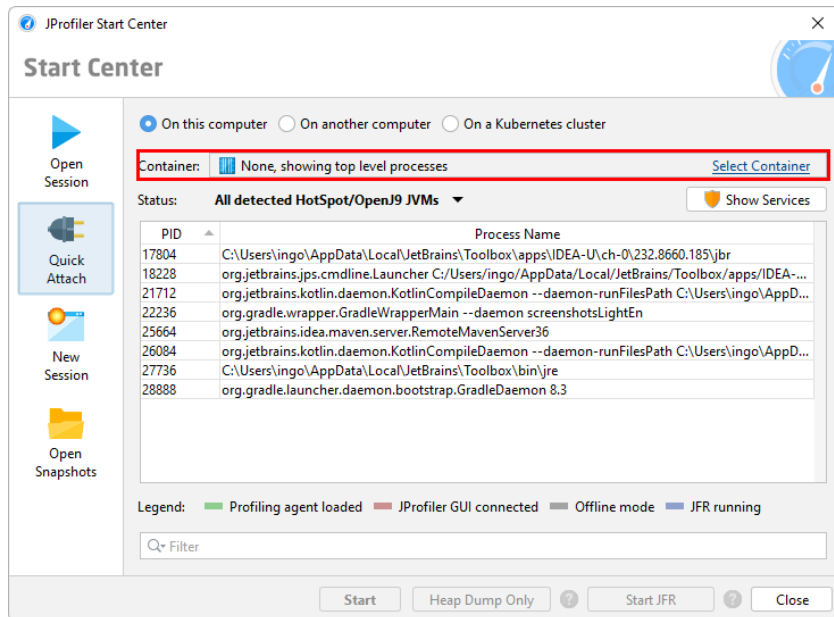 JProfiler Start Center
Start Center
Open
Session
Quick
Attach
New
Session
Open
Snapshots
On this computer On another computer On a Kubernetes cluster
Container: None, showing top level processes Select Container
Status: All detected HotSpot/OpenJ9 JVMs Show Services
PID Process Name
17804 C:\Users\ingo\AppData\Local\JetBrains\Toolbox\apps\IDEA-U\ch-0\232.8660.185\jbr
18228 org.jetbrains.jps.cmdline.Launcher C:/Users/ingo/AppData/Local/JetBrains/Toolbox/apps/IDEA-...
21712 org.jetbrains.kotlin.daemon.KotlinCompileDaemon --daemon-runFilesPath C:\Users\ingo\AppD...
22236 org.gradle.wrapper.GradleWrapperMain --daemon screenshotsLightEn
25664 org.jetbrains.idea.maven.server.RemoteMavenServer36
26084 org.jetbrains.kotlin.daemon.KotlinCompileDaemon --daemon-runFilesPath C:\Users\ingo\AppD...
27736 C:\Users\ingo\AppData\Local\JetBrains\Toolbox\bin\jre
28888 org.gradle.launcher.daemon.bootstrap.GradleDaemon 8.3
Legend: Profiling agent loaded JProfiler GUI connected Offline mode JFR running
Filter
Start Heap Dump Only ? Start JFR ? Close